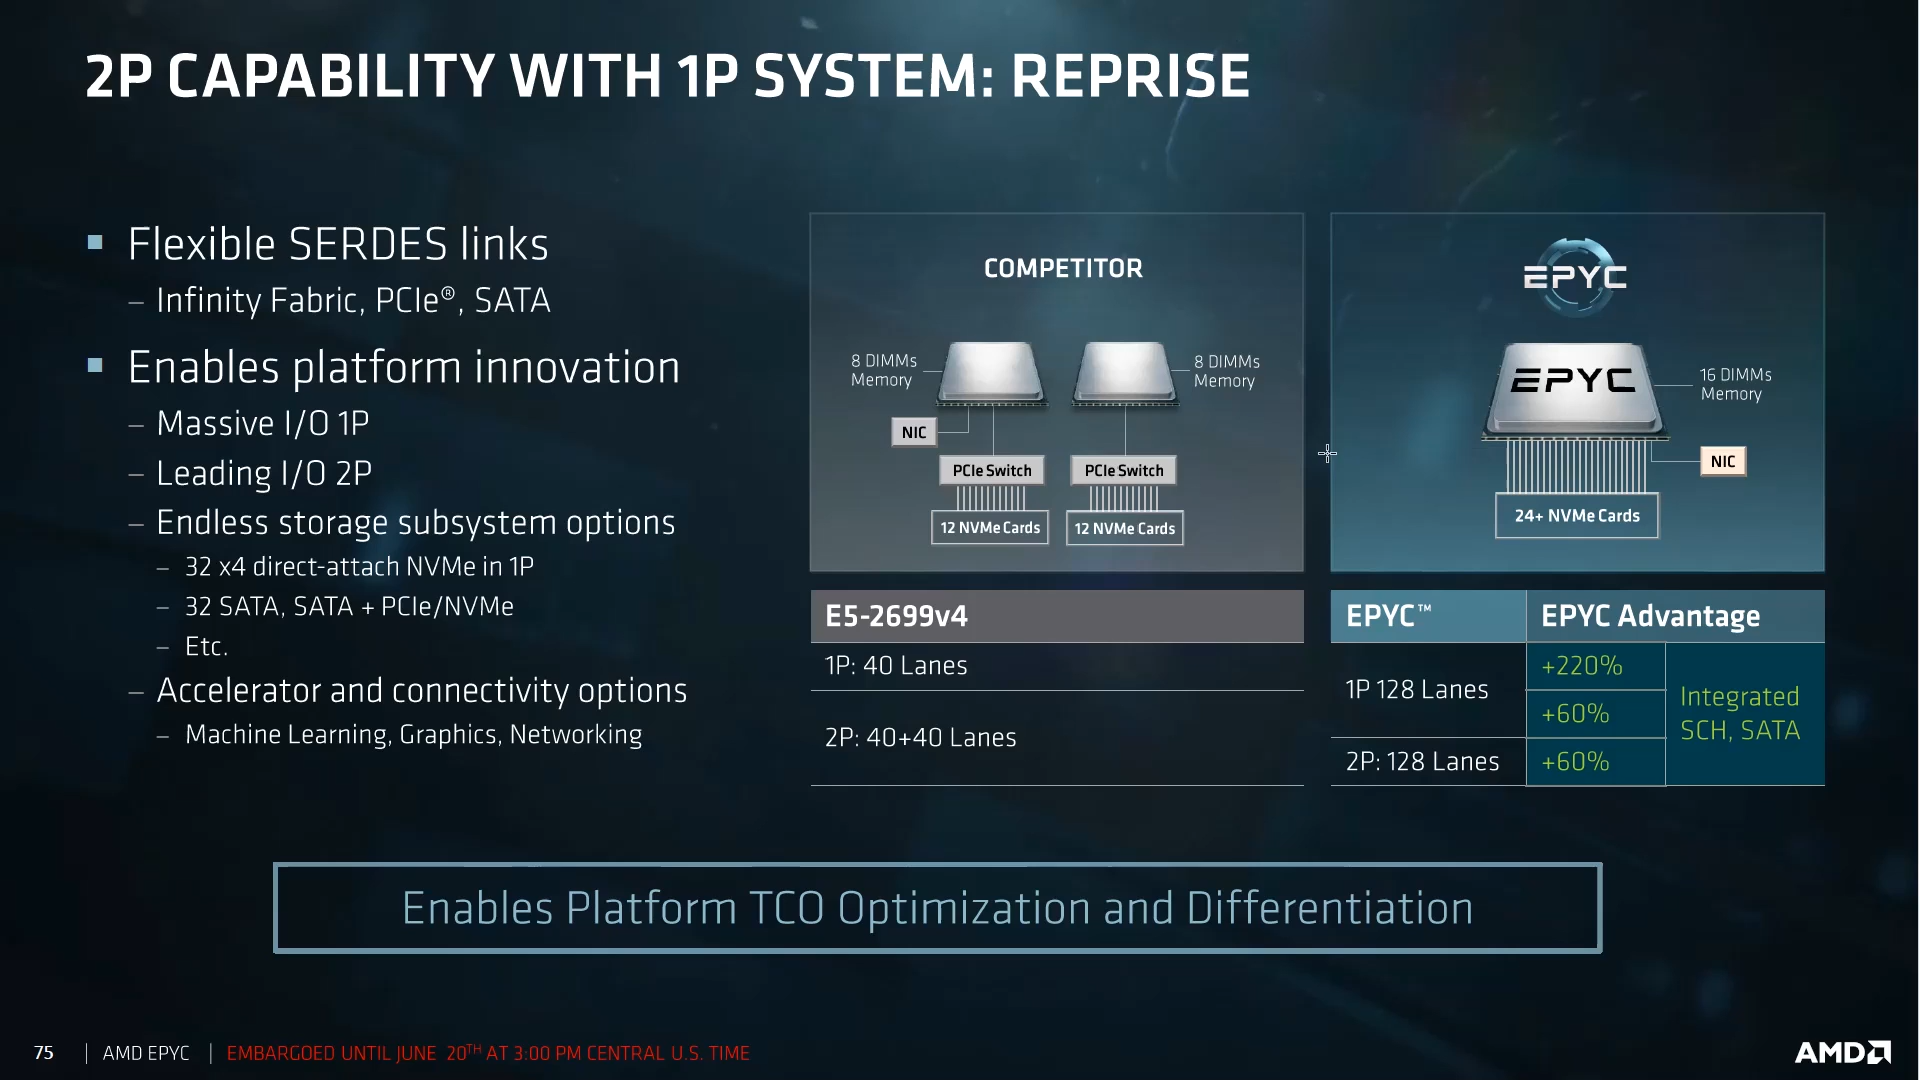 2P CAPABILITY WITH 1P SYSTEM: REPRISE
▪ Flexible SERDES links
– Infinity Fabric, PCIe®, SATA
▪ Enables platform innovation
– Massive I/O 1P
– Leading I/O 2P
– Endless storage subsystem options
– 32 x4 direct-attach NVMe in 1P
– 32 SATA, SATA + PCIe/NVMe
– Etc.
– Accelerator and connectivity options
– Machine Learning, Graphics, Networking
COMPETITOR
8 DIMMs
Memory
8 DIMMs
Memory
NIC
PCIe Switch
PCIe Switch
12 NVMe Cards
12 NVMe Cards
EPYC
EPYC
16 DIMMs
Memory
NIC
24+ NVMe Cards
E5-2699v4
1P: 40 Lanes
2P: 40+40 Lanes
EPYC™ EPYC Advantage
1P 128 Lanes
+220%
+60%
2P: 128 Lanes
+60%
Integrated
SCH, SATA
Enables Platform TCO Optimization and Differentiation
75 | AMD EPYC | EMBARGOED UNTIL JUNE 20TH AT 3:00 PM CENTRAL U.S. TIME
AMD